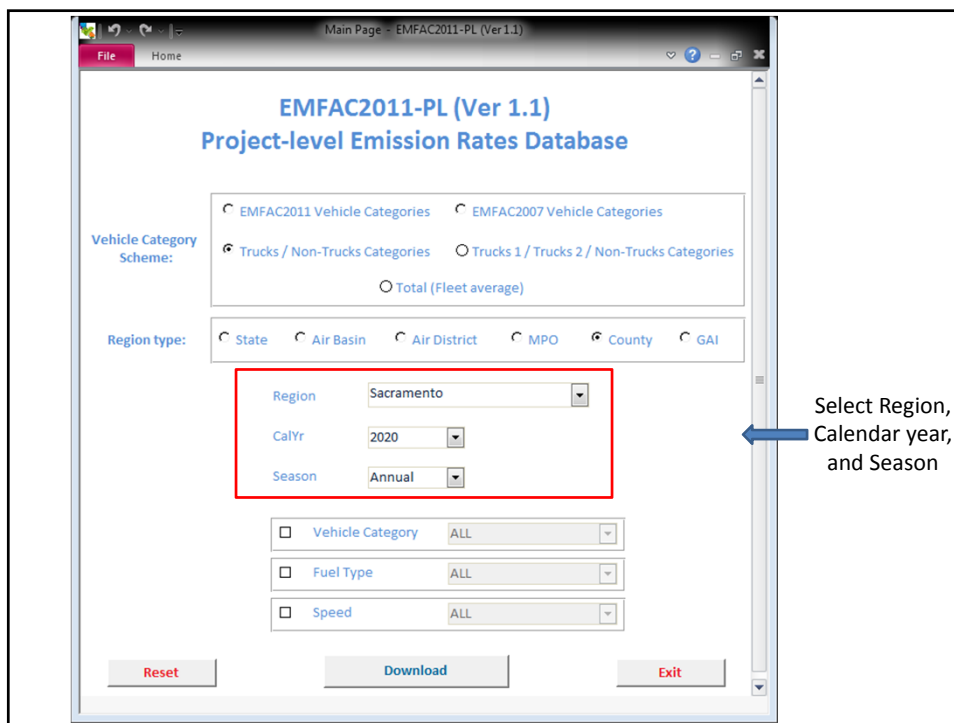 Main Page - EMFAC2011-PL (Ver 1.1)
File Home
EMFAC2011-PL (Ver 1.1)
Project-level Emission Rates Database
Vehicle Category
Scheme:
EMFAC2011 Vehicle Categories EMFAC2007 Vehicle Categories
Trucks / Non-Trucks Categories Trucks 1 / Trucks 2 / Non-Trucks Categories
Total (Fleet average)
Region type: State Air Basin Air District MPO County GAI
Region Sacramento
CalYr 2020
Season Annual
Select Region,
Calendar year,
and Season
Vehicle Category ALL
Fuel Type ALL
Speed ALL
Reset Download Exit